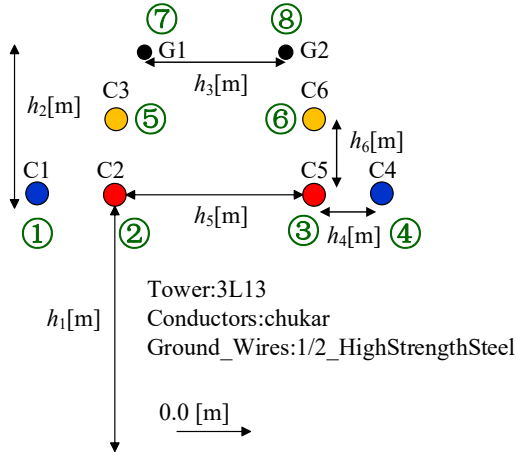 ⑦ ⑧
G1 G2
h₃[m]
h₂[m]
C3 C6
⑤ ⑥
h₆[m]
C1 C2 C5 C4
h₅[m]
① ② ③ ④
h₄[m]
Tower:3L13
h₁[m]
Conductors:chukar
Ground_Wires:1/2_HighStrengthSteel
0.0 [m]